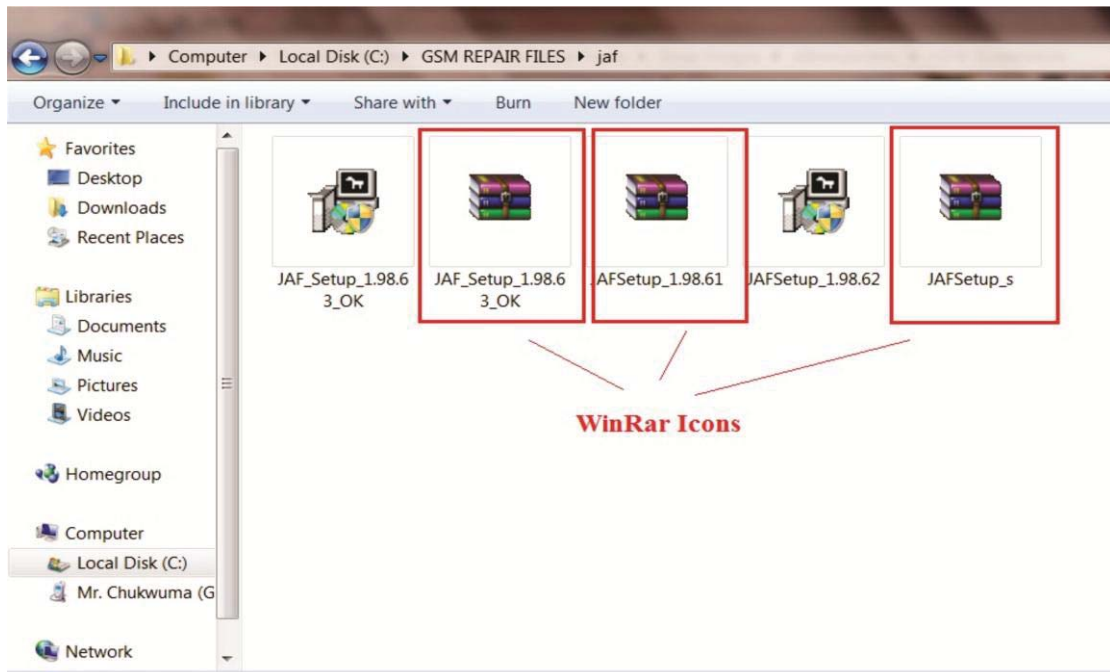 Computer ▸ Local Disk (C:) ▸ GSM REPAIR FILES ▸ jaf
Organize ▾ Include in library ▾ Share with ▾ Burn New folder
Favorites
Desktop
Downloads
Recent Places
Libraries
Documents
Music
Pictures
Videos
Homegroup
Computer
Local Disk (C:)
Mr. Chukwuma (G
Network
JAF_Setup_1.98.6
3_OK
JAF_Setup_1.98.6
3_OK
JAFSetup_1.98.61
JAFSetup_1.98.62
JAFSetup_s
WinRar Icons